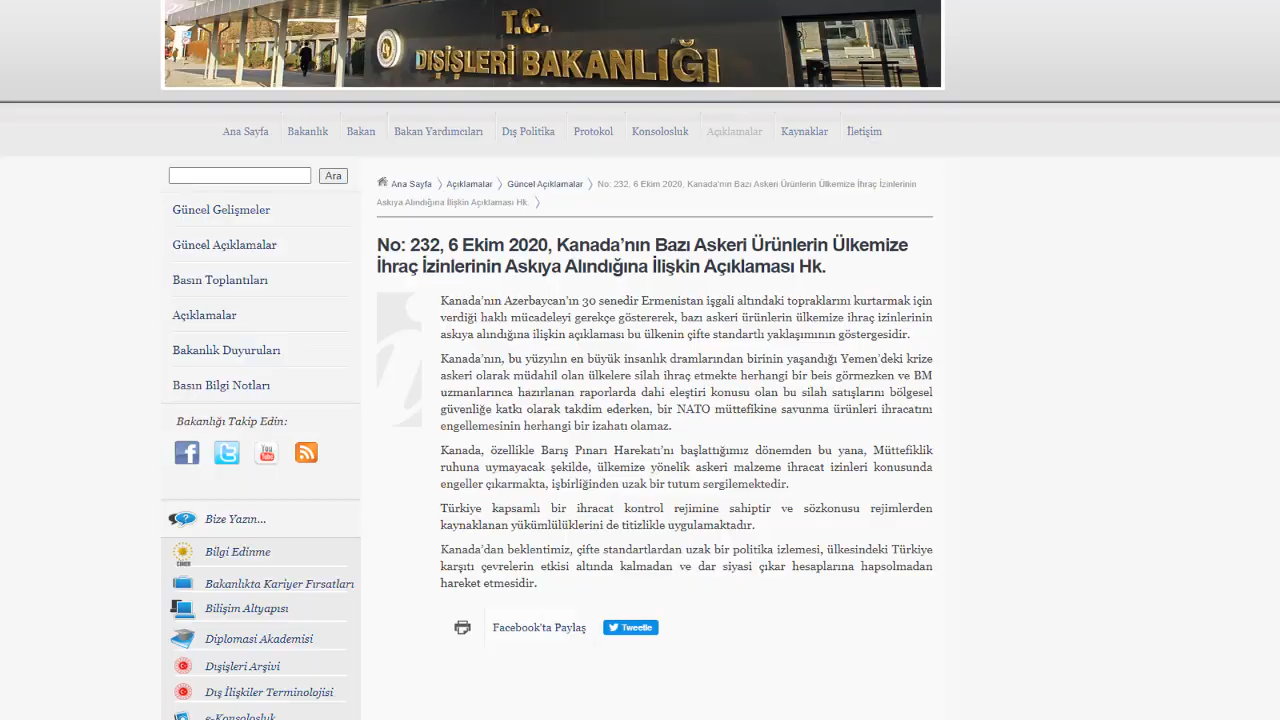 T.C.
DIŞİŞLERİ BAKANLIĞI
Ana Sayfa Bakanlık Bakan Bakan Yardımcıları Dış Politika Protokol Konsolosluk Açıklamalar Kaynaklar İletişim
Ara
Güncel Gelişmeler
Güncel Açıklamalar
Basın Toplantıları
Açıklamalar
Bakanlık Duyuruları
Basın Bilgi Notları
Bakanlığı Takip Edin:
You
Tube
Bize Yazın...
CİMER
Bilgi Edinme
Bakanlıkta Kariyer Fırsatları
Bilişim Altyapısı
Diplomasi Akademisi
Dışişleri Arşivi
Dış İlişkiler Terminolojisi
e-Konsolosluk
Ana Sayfa Açıklamalar Güncel Açıklamalar No: 232, 6 Ekim 2020, Kanada'nın Bazı Askeri Ürünlerin Ülkemize İhraç İzinlerinin
Askıya Alındığına İlişkin Açıklaması Hk.
No: 232, 6 Ekim 2020, Kanada’nın Bazı Askeri Ürünlerin Ülkemize
İhraç İzinlerinin Askıya Alındığına İlişkin Açıklaması Hk.
Kanada’nın Azerbaycan’ın 30 senedir Ermenistan işgali altındaki topraklarını kurtarmak için
verdiği haklı mücadeleyi gerekçe göstererek, bazı askeri ürünlerin ülkemize ihraç izinlerinin
askıya alındığına ilişkin açıklaması bu ülkenin çifte standartlı yaklaşımının göstergesidir.
Kanada’nın, bu yüzyılın en büyük insanlık dramlarından birinin yaşandığı Yemen’deki krize
askeri olarak müdahil olan ülkelere silah ihraç etmekte herhangi bir beis görmezken ve BM
uzmanlarınca hazırlanan raporlarda dahi eleştiri konusu olan bu silah satışlarını bölgesel
güvenliğe katkı olarak takdim ederken, bir NATO müttefikine savunma ürünleri ihracatını
engellemesinin herhangi bir izahatı olamaz.
Kanada, özellikle Barış Pınarı Harekatı’nı başlattığımız dönemden bu yana, Müttefiklik
ruhuna uymayacak şekilde, ülkemize yönelik askeri malzeme ihracat izinleri konusunda
engeller çıkarmakta, işbirliğinden uzak bir tutum sergilemektedir.
Türkiye kapsamlı bir ihracat kontrol rejimine sahiptir ve sözkonusu rejimlerden
kaynaklanan yükümlülüklerini de titizlikle uygulamaktadır.
Kanada’dan beklentimiz, çifte standartlardan uzak bir politika izlemesi, ülkesindeki Türkiye
karşıtı çevrelerin etkisi altında kalmadan ve dar siyasi çıkar hesaplarına hapsolmadan
hareket etmesidir.
Facebook'ta Paylaş Tweetle